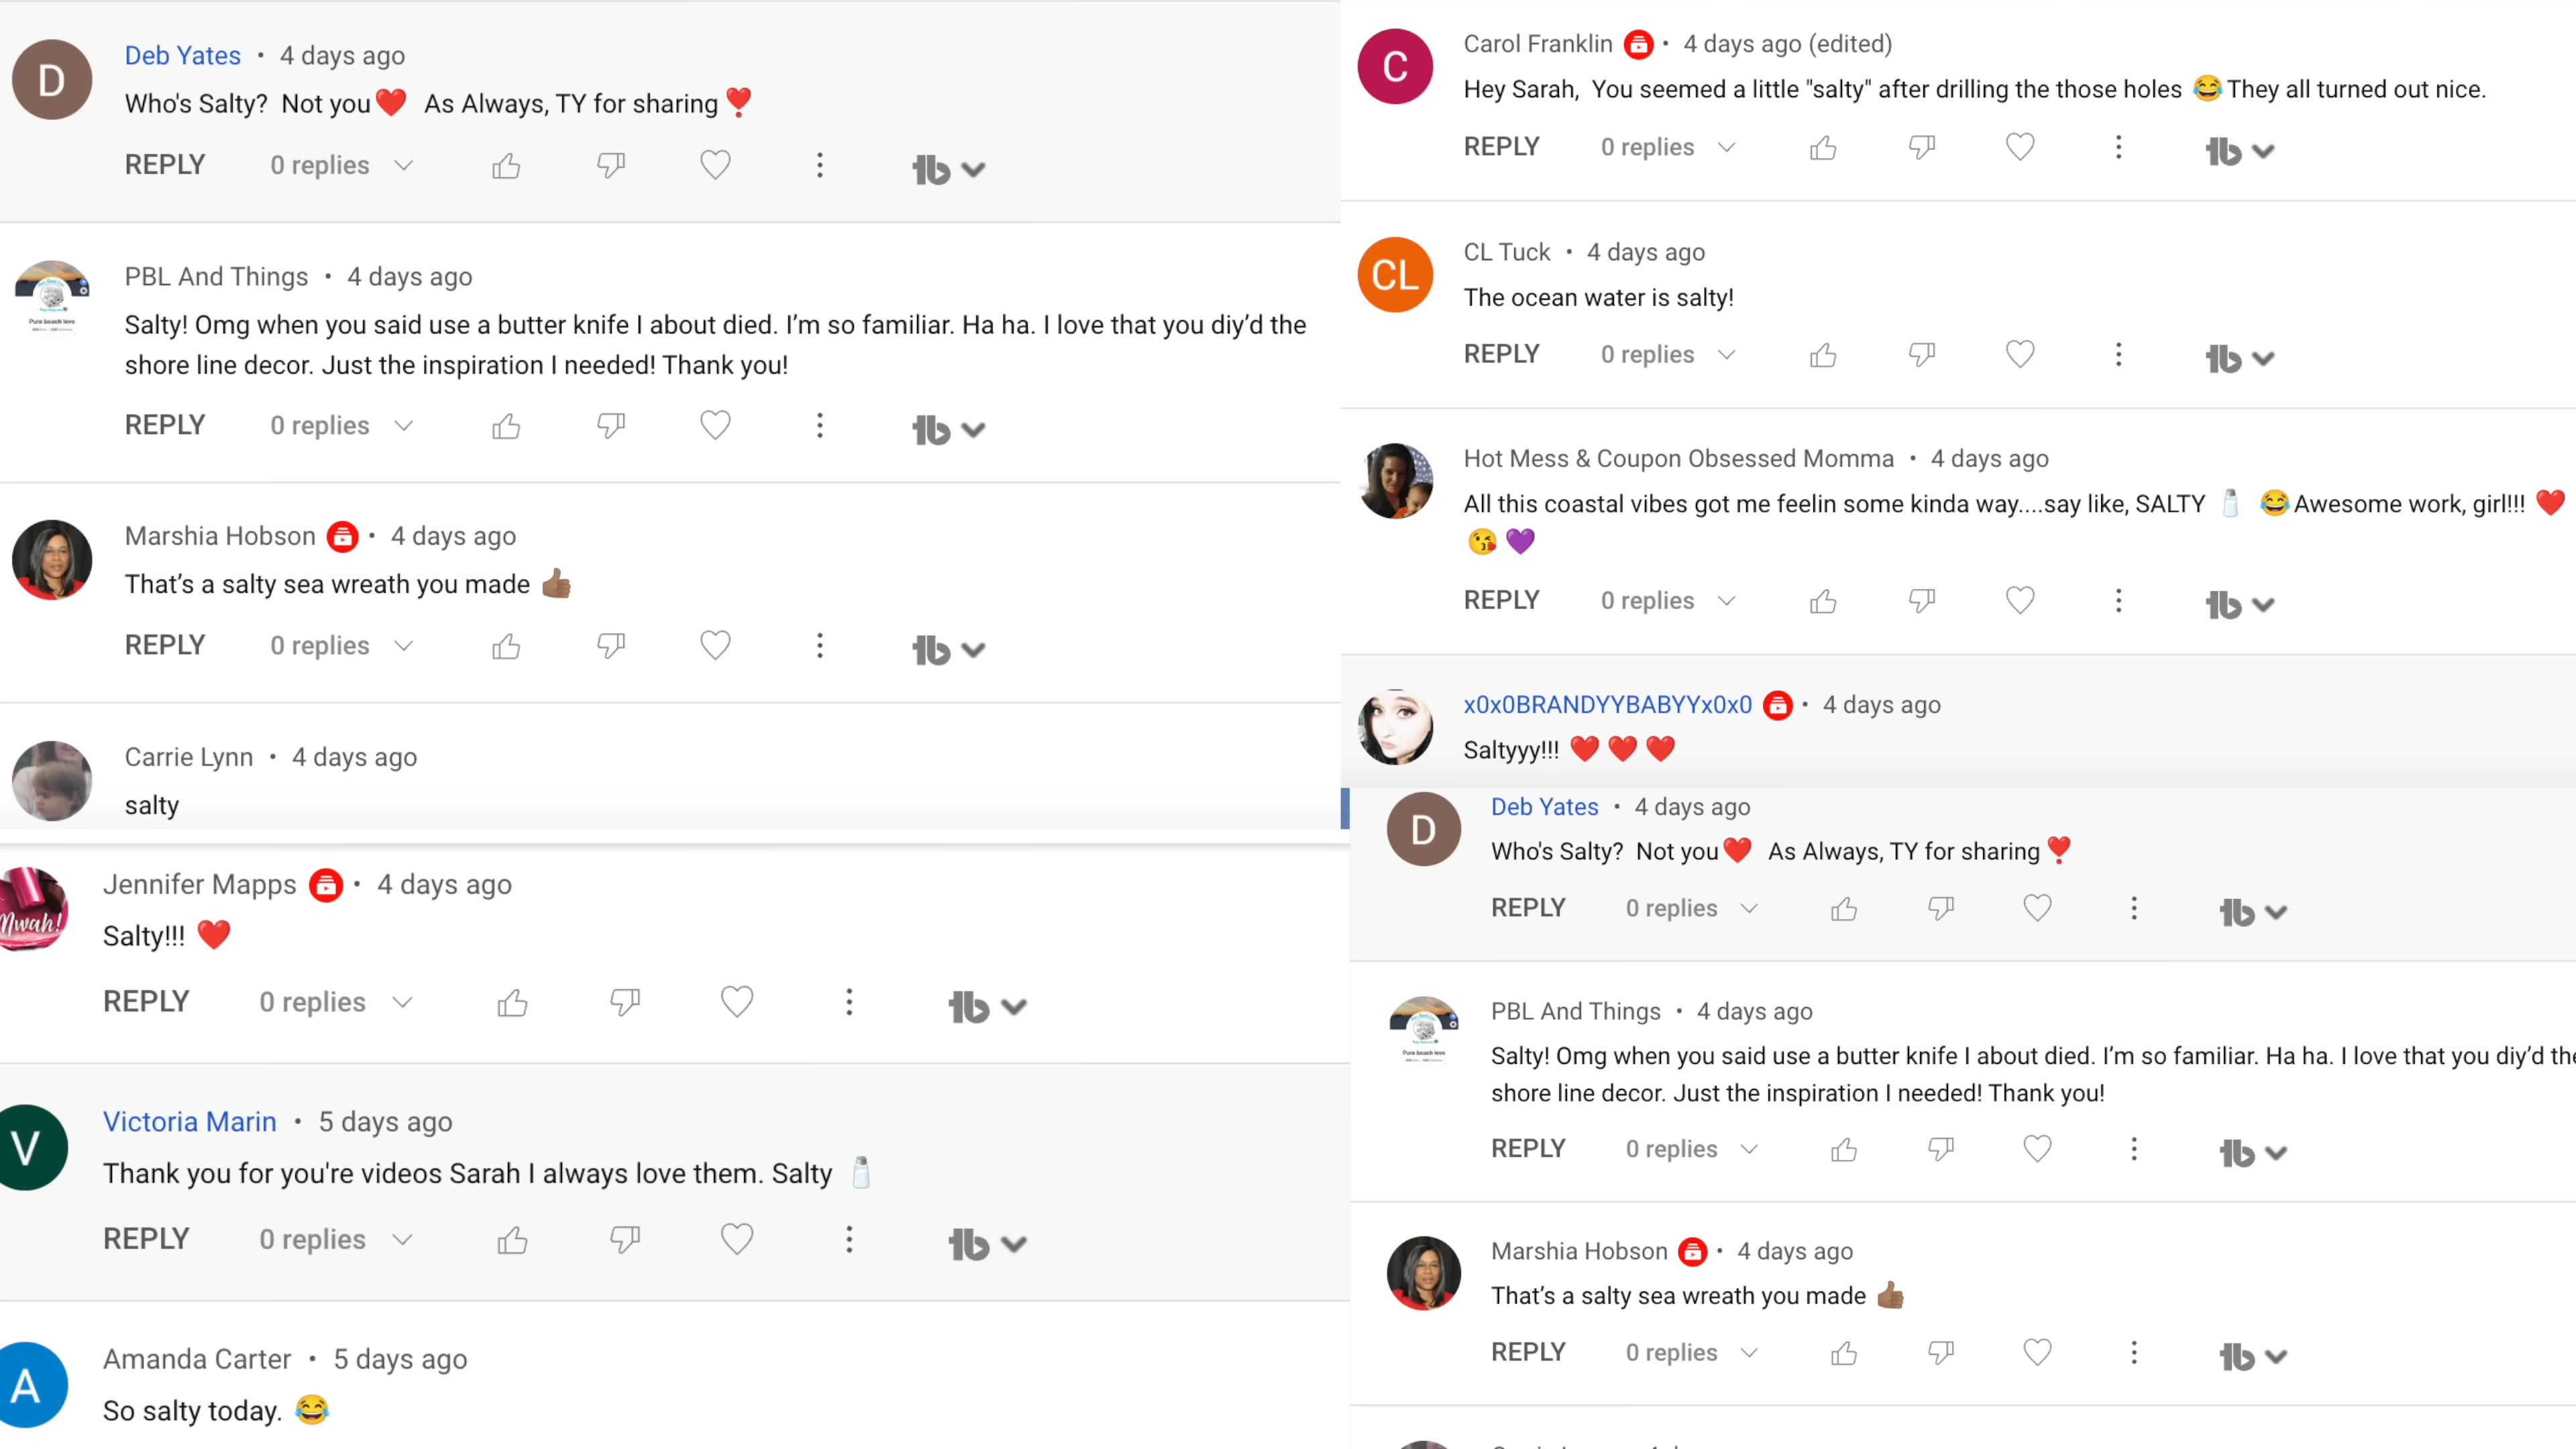 Deb Yates • 4 days ago
Who's Salty? Not you❤️ As Always, TY for sharing❣️
REPLY 0 replies
PBL And Things • 4 days ago
Salty! Omg when you said use a butter knife I about died. I’m so familiar. Ha ha. I love that you diy’d the
shore line decor. Just the inspiration I needed! Thank you!
REPLY 0 replies
Marshia Hobson • 4 days ago
That’s a salty sea wreath you made 👍🏾
REPLY 0 replies
Carrie Lynn • 4 days ago
salty
Mwah!
Jennifer Mapps • 4 days ago
Salty!!! ❤️
REPLY 0 replies
Victoria Marin • 5 days ago
Thank you for you're videos Sarah I always love them. Salty 🧂
REPLY 0 replies
Amanda Carter • 5 days ago
So salty today. 😂
Carol Franklin • 4 days ago (edited)
Hey Sarah, You seemed a little "salty" after drilling the those holes 😂They all turned out nice.
REPLY 0 replies
CL Tuck • 4 days ago
The ocean water is salty!
REPLY 0 replies
Hot Mess & Coupon Obsessed Momma • 4 days ago
All this coastal vibes got me feelin some kinda way....say like, SALTY 🧂 😂Awesome work, girl!!! ❤️
😘 💜
REPLY 0 replies
x0x0BRANDYYBABYYx0x0 • 4 days ago
Saltyyy!!! ❤️ ❤️ ❤️
Deb Yates • 4 days ago
Who's Salty? Not you❤️ As Always, TY for sharing❣️
REPLY 0 replies
PBL And Things • 4 days ago
Salty! Omg when you said use a butter knife I about died. I’m so familiar. Ha ha. I love that you diy’d the
shore line decor. Just the inspiration I needed! Thank you!
REPLY 0 replies
Marshia Hobson • 4 days ago
That’s a salty sea wreath you made 👍🏾
REPLY 0 replies